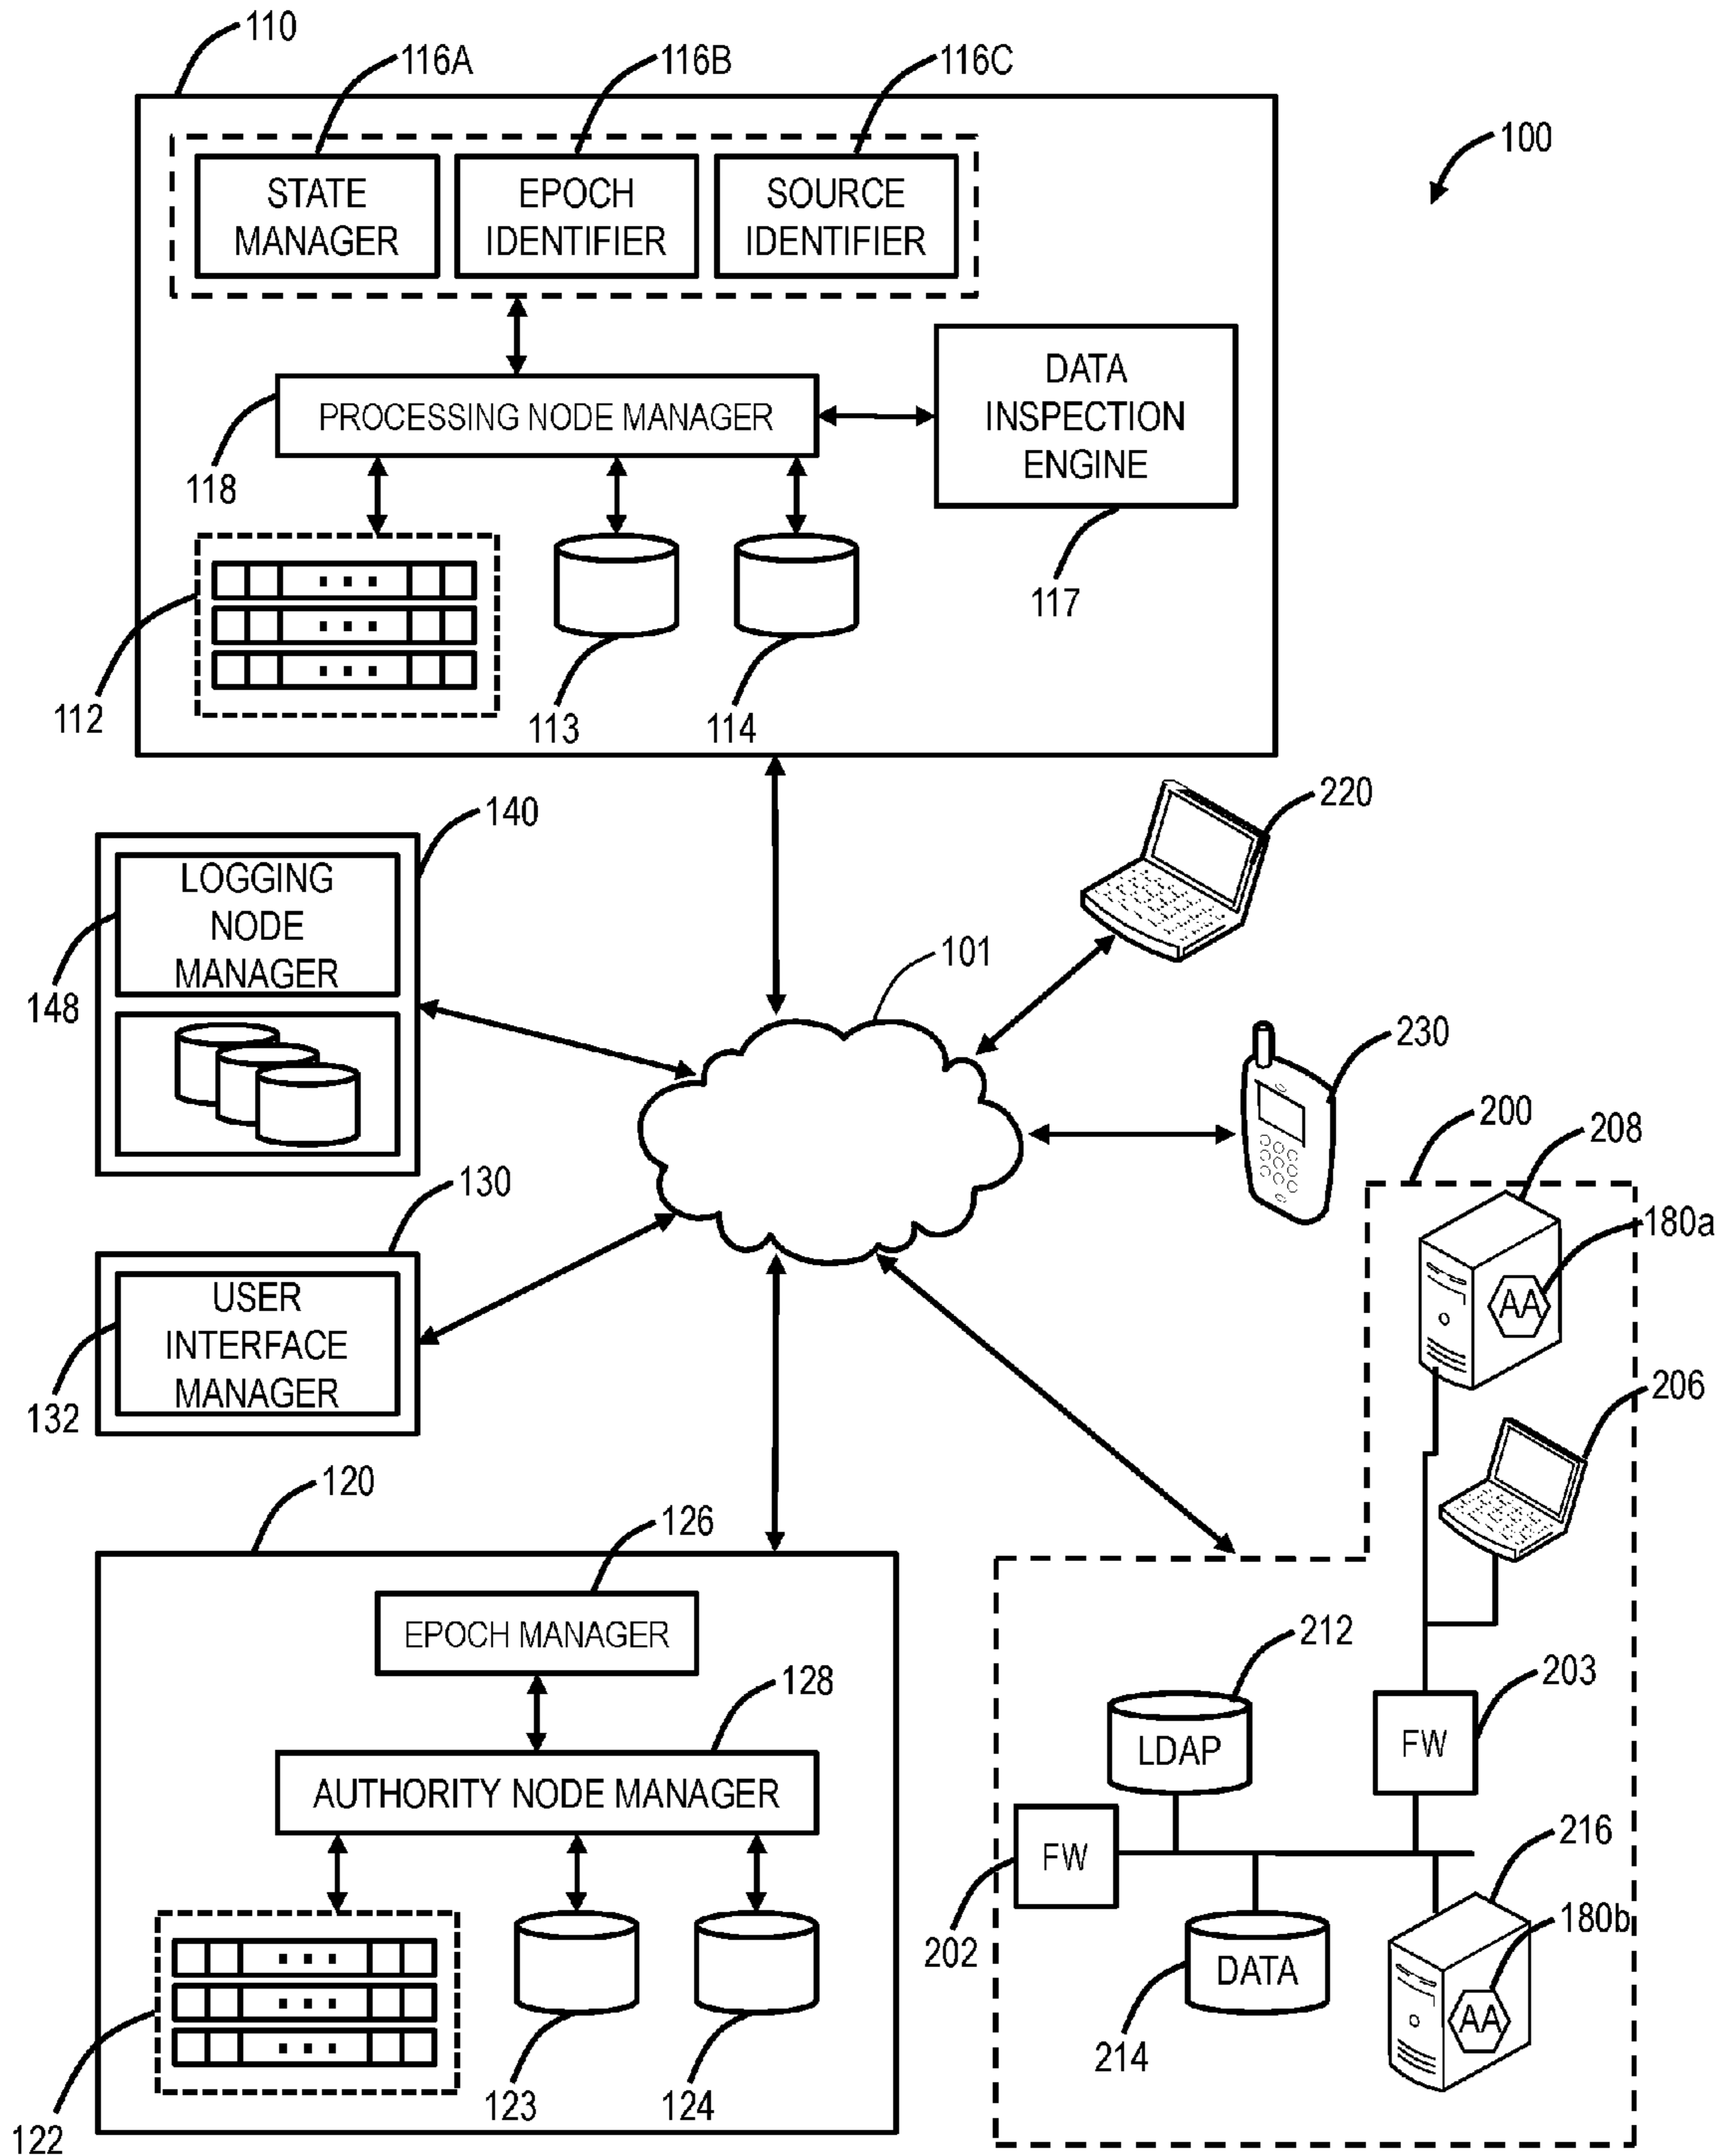 110
116A
116B
116C
100
STATE
MANAGER
EPOCH
IDENTIFIER
SOURCE
IDENTIFIER
PROCESSING NODE MANAGER
DATA
INSPECTION
ENGINE
118
117
112
113
114
140
220
LOGGING
NODE
MANAGER
148
101
230
200
208
180a
130
USER
INTERFACE
MANAGER
132
AA
206
120
126
EPOCH MANAGER
128
AUTHORITY NODE MANAGER
212
LDAP
203
FW
FW
202
216
180b
DATA
214
AA
122
123
124